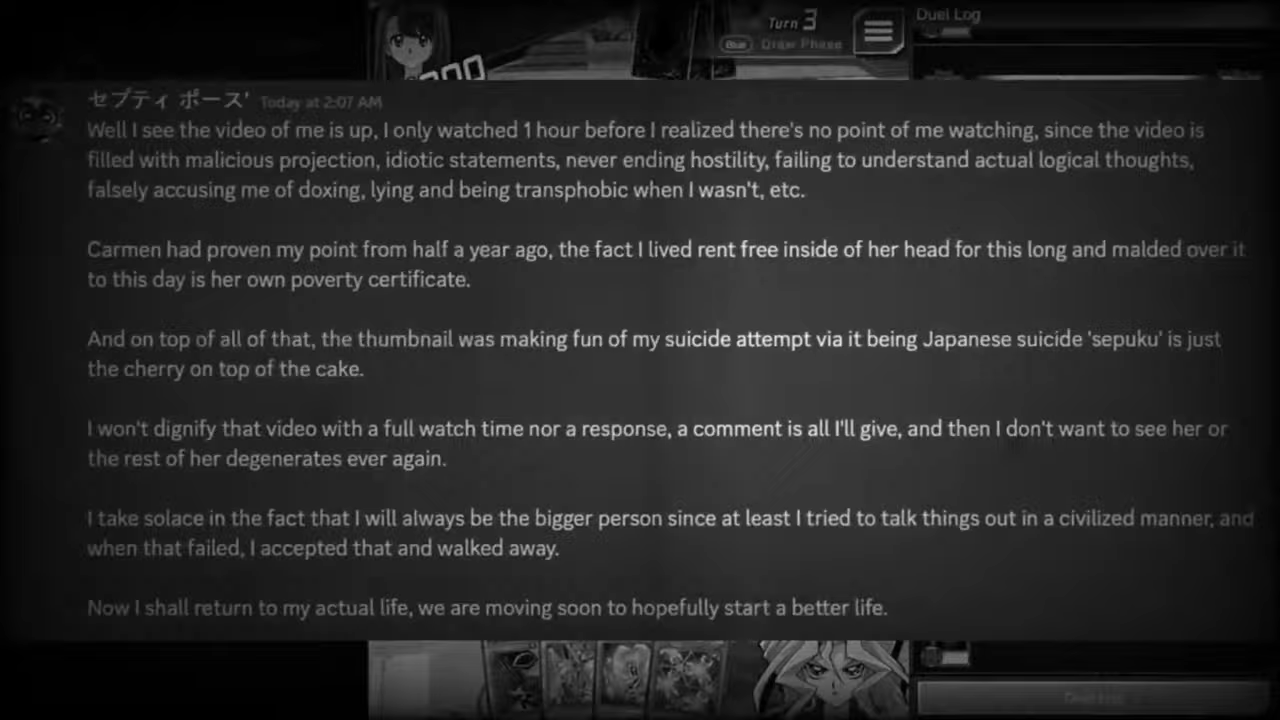 Turn 3
Duel Log
Blue Draw Phase
セプティ ポース' Today at 2:07 AM
Well I see the video of me is up, I only watched 1 hour before I realized there's no point of me watching, since the video is
filled with malicious projection, idiotic statements, never ending hostility, failing to understand actual logical thoughts,
falsely accusing me of doxing, lying and being transphobic when I wasn't, etc.
Carmen had proven my point from half a year ago, the fact I lived rent free inside of her head for this long and malded over it
to this day is her own poverty certificate.
And on top of all of that, the thumbnail was making fun of my suicide attempt via it being Japanese suicide 'sepuku' is just
the cherry on top of the cake.
I won't dignify that video with a full watch time nor a response, a comment is all I'll give, and then I don't want to see her or
the rest of her degenerates ever again.
I take solace in the fact that I will always be the bigger person since at least I tried to talk things out in a civilized manner, and
when that failed, I accepted that and walked away.
Now I shall return to my actual life, we are moving soon to hopefully start a better life.